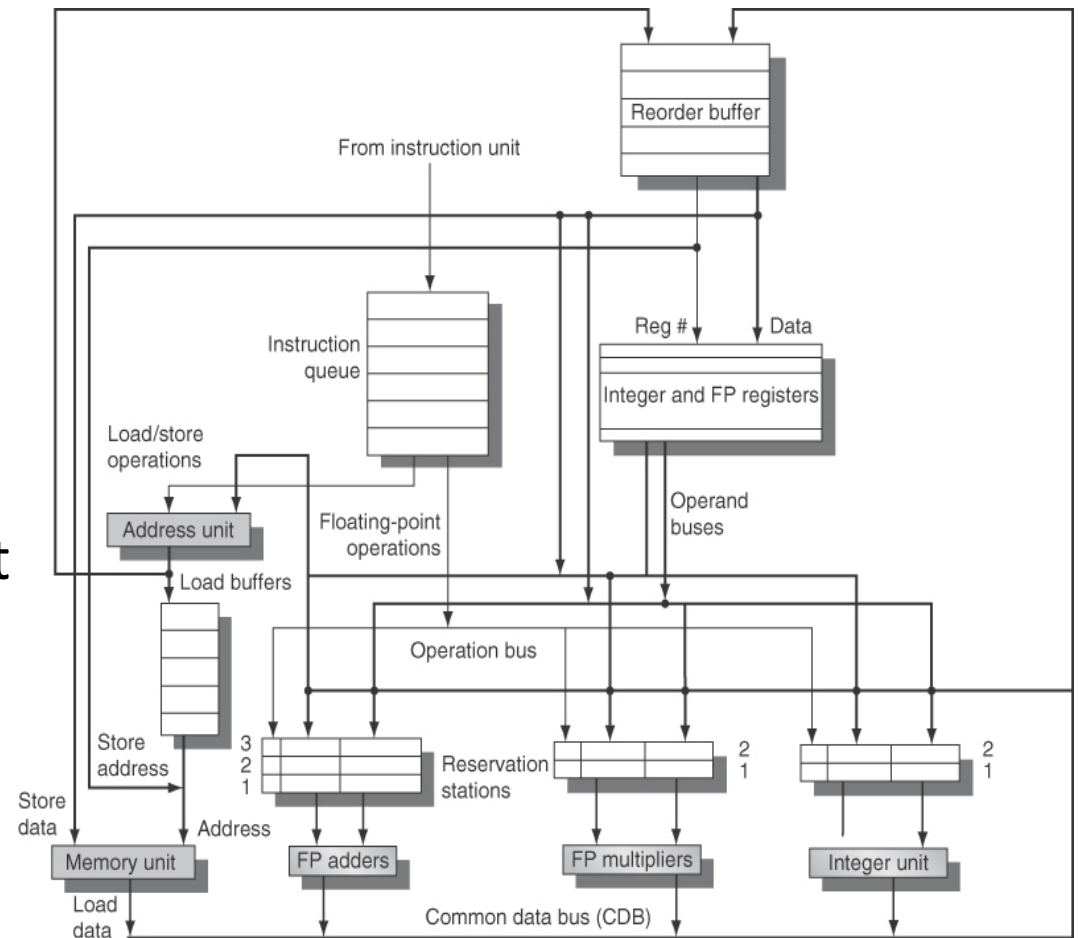 Reorder buffer
From instruction unit
Reg #
Data
Instruction
queue
Integer and FP registers
Load/store
operations
Operand
buses
Address unit
Floating-point
operations
t
Load buffers
Operation bus
Store
address
3
2
1
Reservation
stations
2
1
2
1
Store
data
Address
Memory unit
FP adders
FP multipliers
Integer unit
Load
data
Common data bus (CDB)